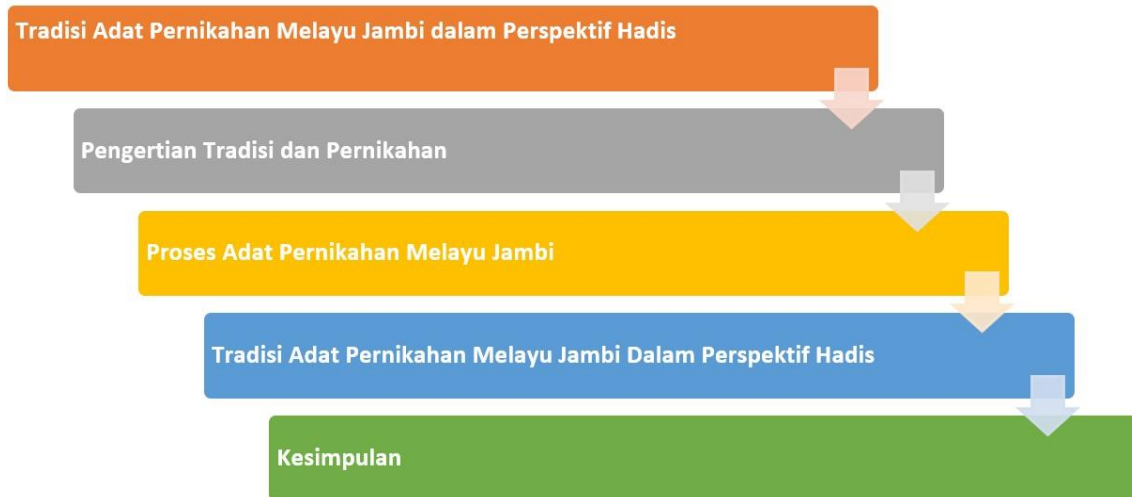 Tradisi Adat Pernikahan Melayu Jambi dalam Perspektif Hadis
Pengertian Tradisi dan Pernikahan
Proses Adat Pernikahan Melayu Jambi
Tradisi Adat Pernikahan Melayu Jambi Dalam Perspektif Hadis
Kesimpulan